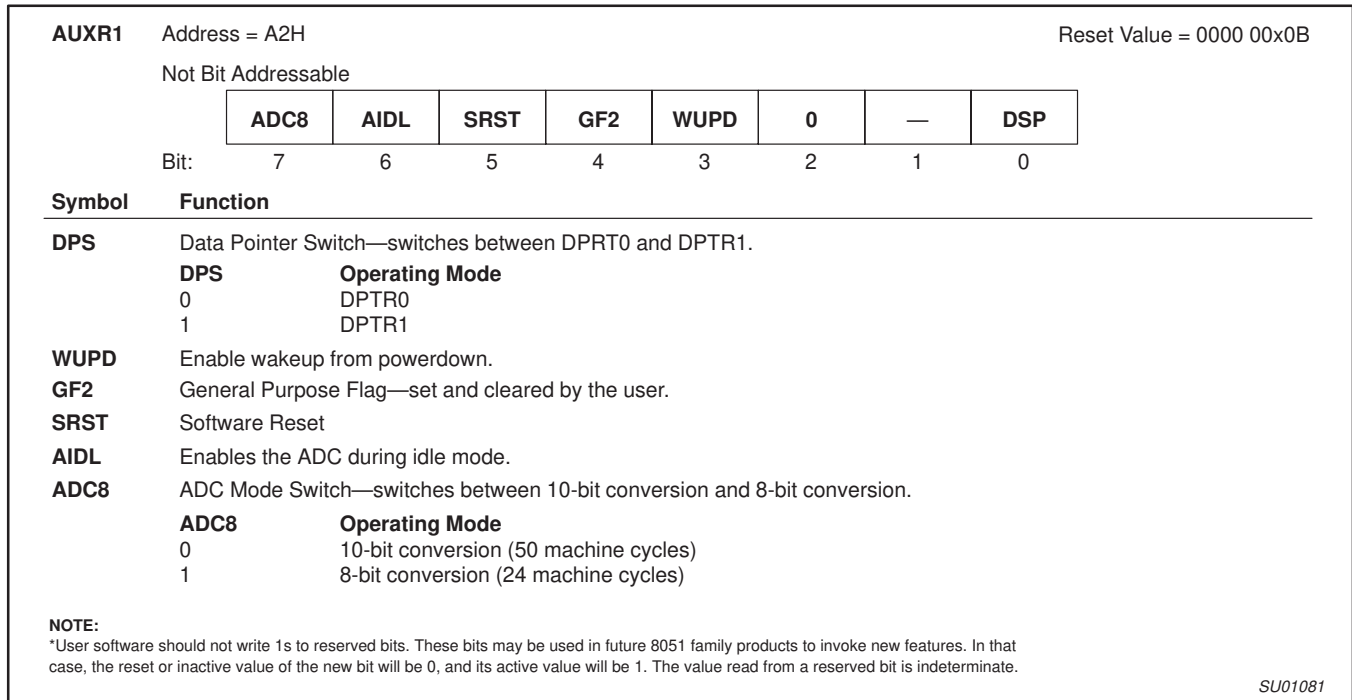 AUXR1 Address = A2H Reset Value = 0000 00x0B
Not Bit Addressable
ADC8 AIDL SRST GF2 WUPD 0 — DSP
Bit: 7 6 5 4 3 2 1 0
Symbol Function
DPS Data Pointer Switch—switches between DPRT0 and DPTR1.
DPS Operating Mode
0 DPTR0
1 DPTR1
WUPD Enable wakeup from powerdown.
GF2 General Purpose Flag—set and cleared by the user.
SRST Software Reset
AIDL Enables the ADC during idle mode.
ADC8 ADC Mode Switch—switches between 10-bit conversion and 8-bit conversion.
ADC8 Operating Mode
0 10-bit conversion (50 machine cycles)
1 8-bit conversion (24 machine cycles)
NOTE:
*User software should not write 1s to reserved bits. These bits may be used in future 8051 family products to invoke new features. In that
case, the reset or inactive value of the new bit will be 0, and its active value will be 1. The value read from a reserved bit is indeterminate.
SU01081